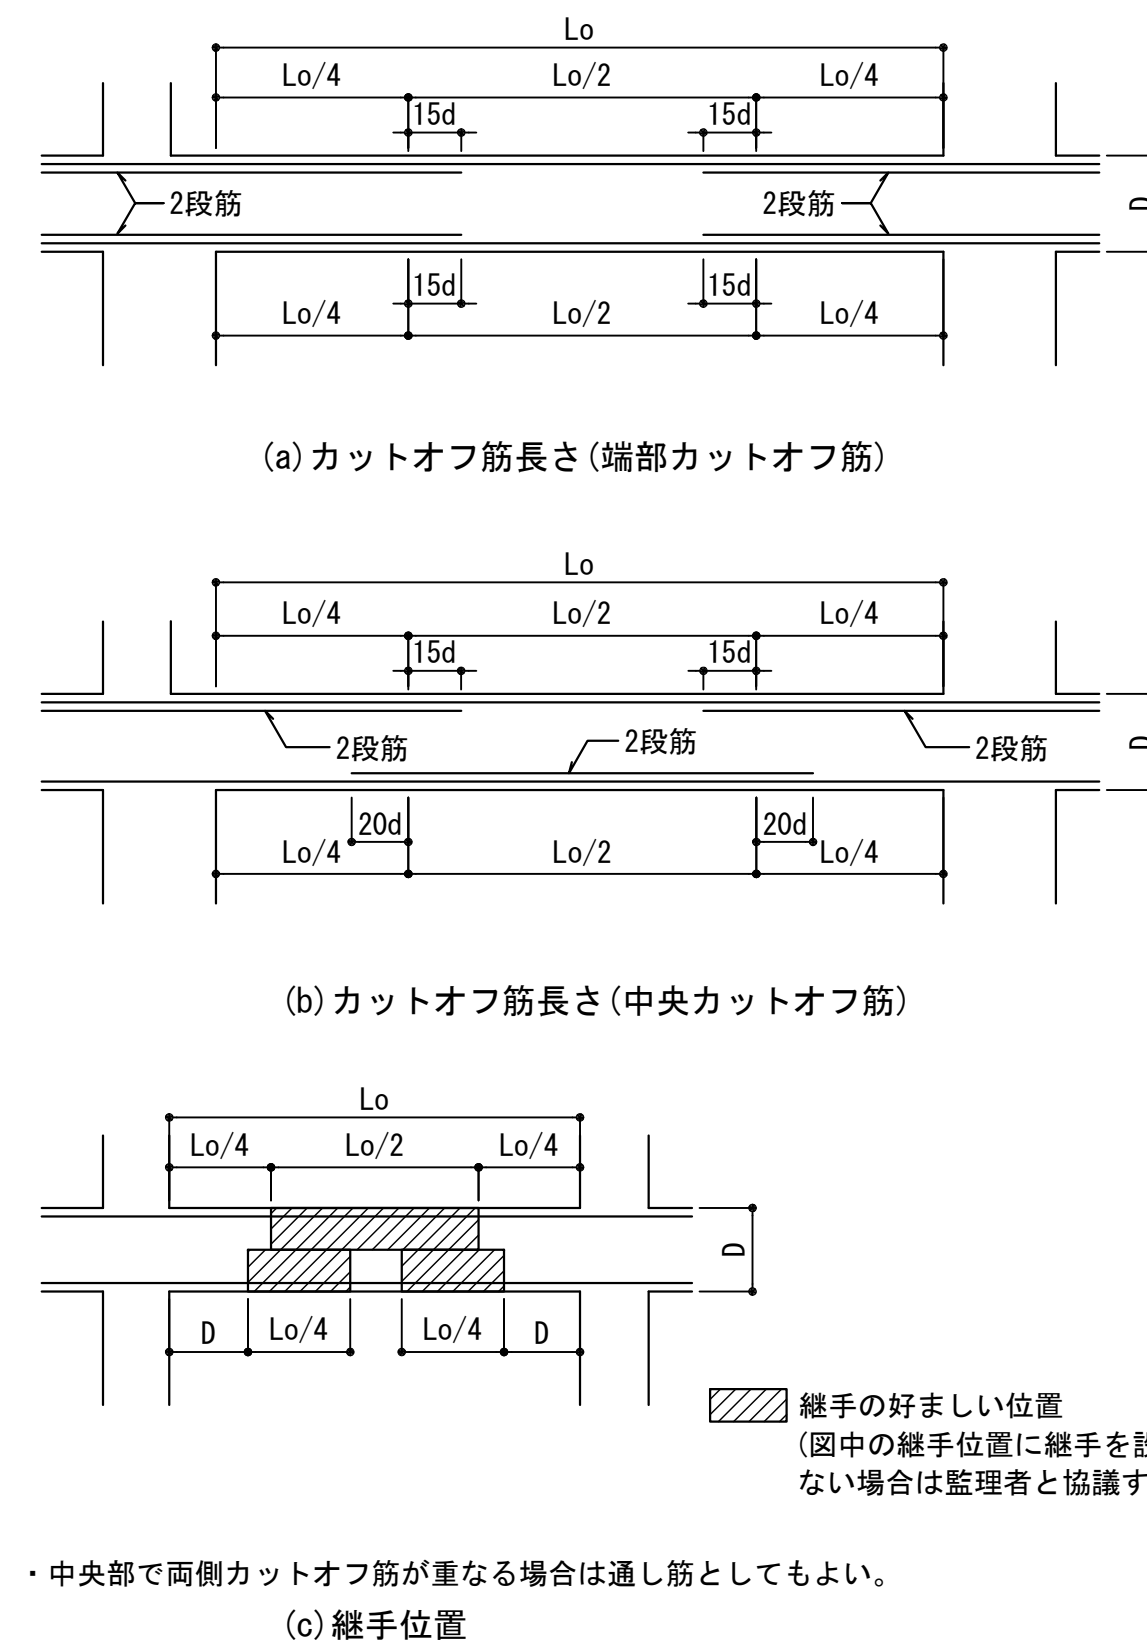 Lo
Lo/4 Lo/2 Lo/4
15d 15d
2段筋 2段筋 D
15d 15d
Lo/4 Lo/2 Lo/4
(a)カットオフ筋長さ(端部カットオフ筋)
Lo
Lo/4 Lo/2 Lo/4
15d 15d
2段筋 2段筋 2段筋 D
20d 20d
Lo/4 Lo/2 Lo/4
(b)カットオフ筋長さ(中央カットオフ筋)
Lo
Lo/4 Lo/2 Lo/4
D
D Lo/4 Lo/4 D
継手の好ましい位置
(図中の継手位置に継手を設
ない場合は監理者と協議す
・中央部で両側カットオフ筋が重なる場合は通し筋としてもよい。
(c)継手位置